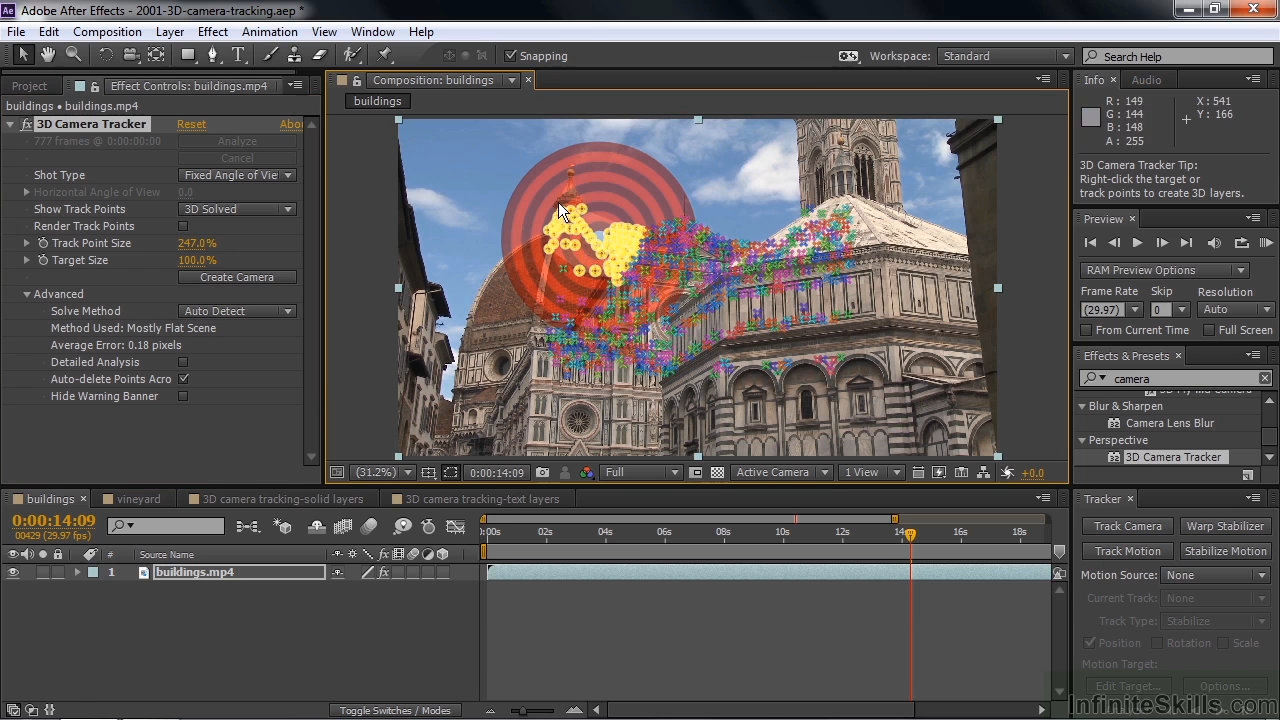 Ae Adobe After Effects - 2001-3D-camera-tracking.aep *
File Edit Composition Layer Effect Animation View Window Help
Snapping
Workspace: Standard
Search Help
Project Effect Controls: buildings.mp4
buildings • buildings.mp4
fx 3D Camera Tracker Reset Abo
777 frames @ 0:00:00:00 Analyze
Cancel
Shot Type Fixed Angle of Vie
Horizontal Angle of View 0.0
Show Track Points 3D Solved
Render Track Points
Track Point Size 247.0%
Target Size 100.0%
Create Camera
Advanced
Solve Method Auto Detect
Method Used: Mostly Flat Scene
Average Error: 0.18 pixels
Detailed Analysis
Auto-delete Points Acro
Hide Warning Banner
Composition: buildings
buildings
(31.2%) 0:00:14:09 Full Active Camera 1 View +0.0
Info Audio
R: 149 X: 541
G: 144 Y: 166
B: 148
A: 255
3D Camera Tracker Tip:
Right-click the target or
track points to create 3D layers.
Preview
RAM Preview Options
Frame Rate Skip Resolution
(29.97) 0 Auto
From Current Time Full Screen
Effects & Presets
camera
Blur & Sharpen
Camera Lens Blur
Perspective
3D Camera Tracker
buildings vineyard 3D camera tracking-solid layers 3D camera tracking-text layers
0:00:14:09
00429 (29.97 fps)
# Source Name
1 buildings.mp4
:00s 02s 04s 06s 08s 10s 12s 14s 16s 18s
Toggle Switches / Modes
Tracker
Track Camera Warp Stabilizer
Track Motion Stabilize Motion
Motion Source: None
Current Track: None
Track Type: Stabilize
Position Rotation Scale
Motion Target:
Edit Target... Options...
InfiniteSkills.com